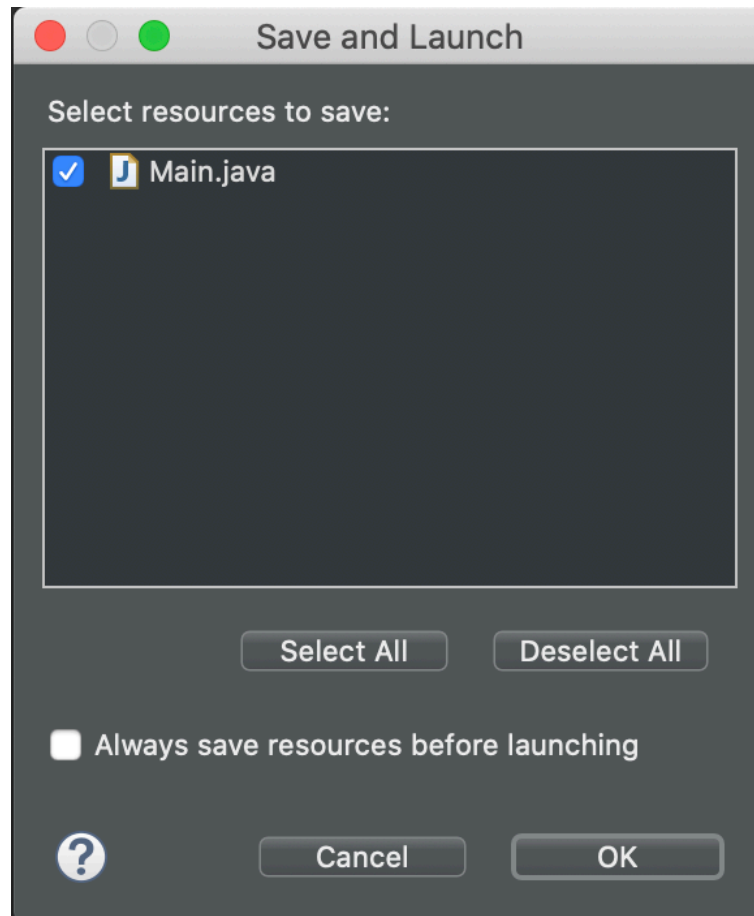 Save and Launch
Select resources to save:
J Main.java
Select All Deselect All
Always save resources before launching
? Cancel OK